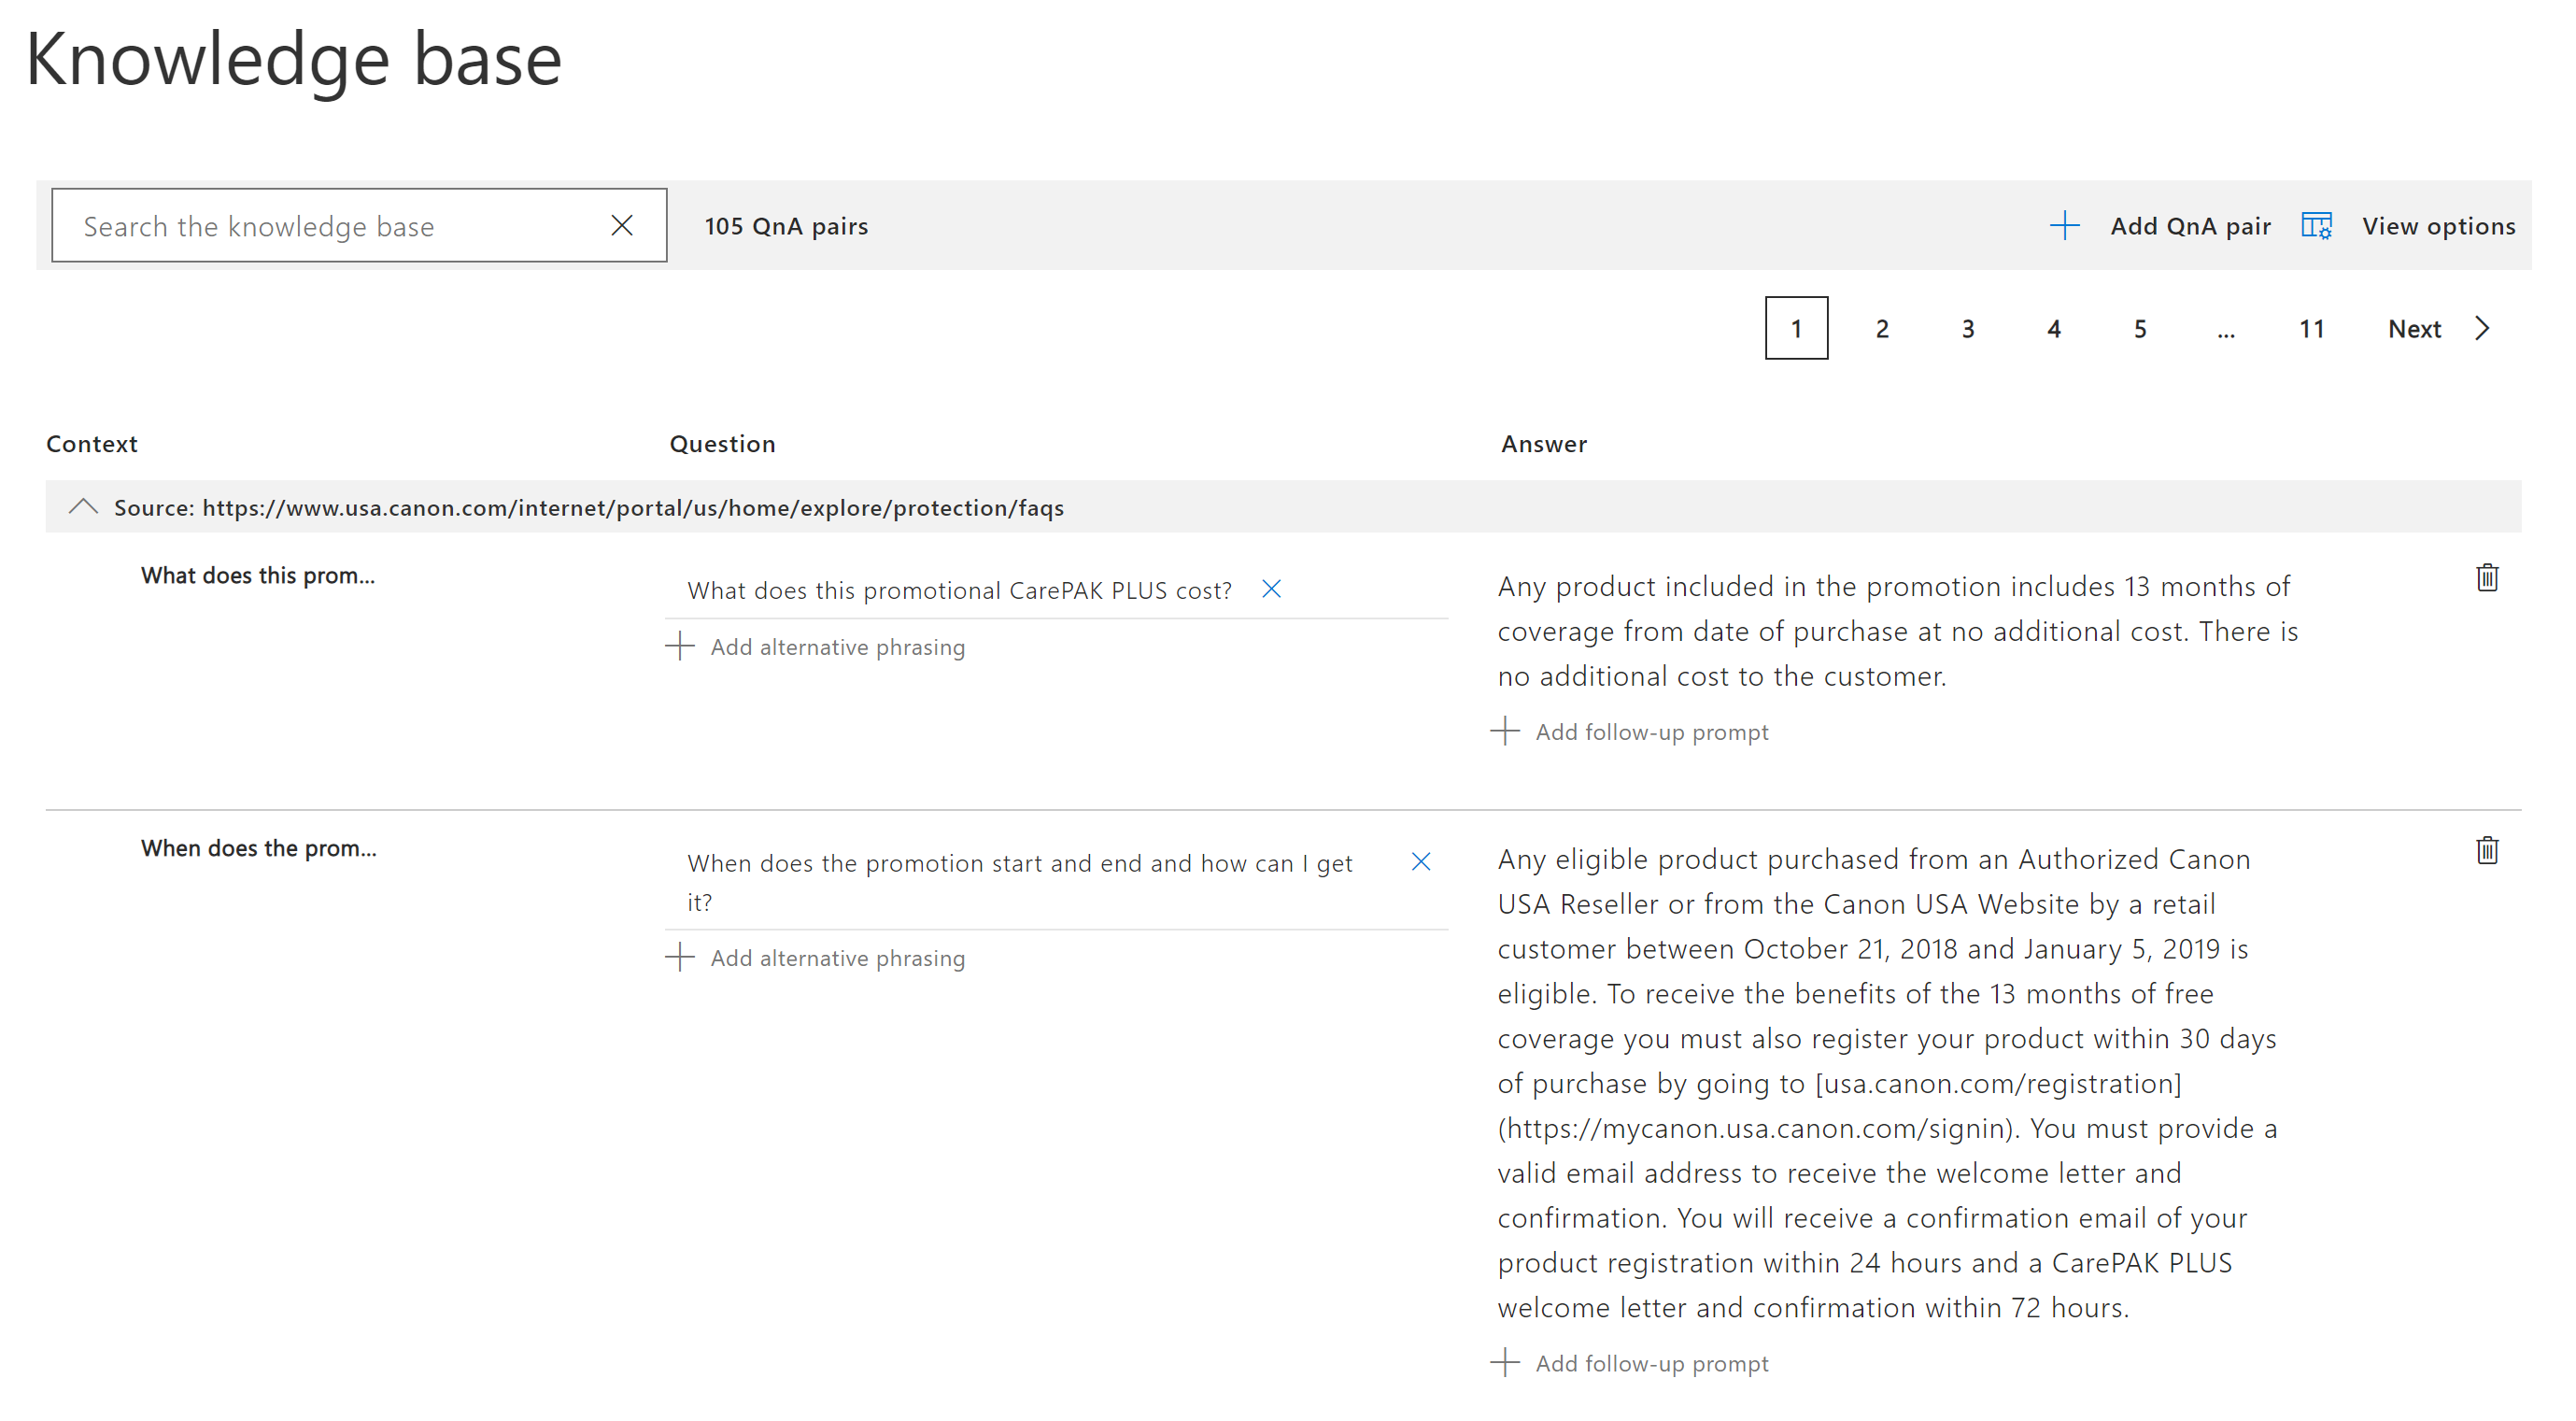 Knowledge base
Search the knowledge base
105 QnA pairs
Add QnA pair
View options
1 2 3 4 5 ... 11 Next
Context Question Answer
Source: https://www.usa.canon.com/internet/portal/us/home/explore/protection/faqs
What does this prom...
What does this promotional CarePAK PLUS cost?
Add alternative phrasing
Any product included in the promotion includes 13 months of
coverage from date of purchase at no additional cost. There is
no additional cost to the customer.
Add follow-up prompt
When does the prom...
When does the promotion start and end and how can I get
it?
Add alternative phrasing
Any eligible product purchased from an Authorized Canon
USA Reseller or from the Canon USA Website by a retail
customer between October 21, 2018 and January 5, 2019 is
eligible. To receive the benefits of the 13 months of free
coverage you must also register your product within 30 days
of purchase by going to [usa.canon.com/registration]
(https://mycanon.usa.canon.com/signin). You must provide a
valid email address to receive the welcome letter and
confirmation. You will receive a confirmation email of your
product registration within 24 hours and a CarePAK PLUS
welcome letter and confirmation within 72 hours.
Add follow-up prompt